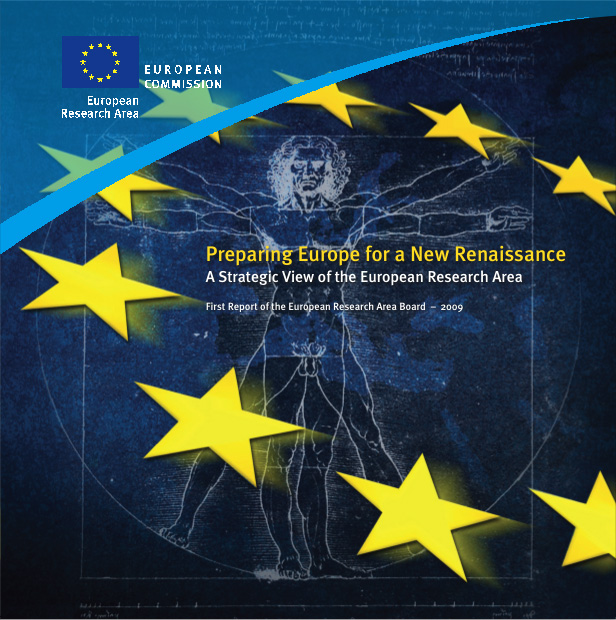 EUROPEAN
COMMISSION
European
Research Area
Preparing Europe for a New Renaissance
A Strategic View of the European Research Area
First Report of the European Research Area Board – 2009